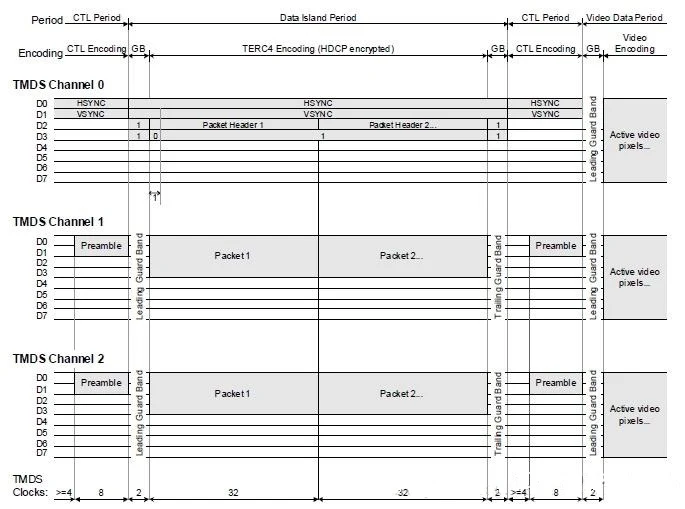 Period CTL Period Data Island Period CTL Period Video Data Period
Encoding CTL Encoding GB TERC4 Encoding (HDCP encrypted) GB CTL Encoding GB Video Encoding
TMDS Channel 0
D0 HSYNC HSYNC HSYNC
D1 VSYNC VSYNC VSYNC
D2 1 Packet Header 1 Packet Header 2... 1
D3 1 0 1 1
D4
D5
D6
D7
Leading Guard Band
Active video
pixels...
1
TMDS Channel 1
D0
D1
D2
D3
D4
D5
D6
D7
Preamble
Leading Guard Band
Packet 1
Packet 2...
Trailing Guard Band
Preamble
Leading Guard Band
Active video
pixels...
TMDS Channel 2
D0
D1
D2
D3
D4
D5
D6
D7
Preamble
Leading Guard Band
Packet 1
Packet 2...
Trailing Guard Band
Preamble
Leading Guard Band
Active video
pixels...
TMDS
Clocks: >=4 8 2 32 32 2 >=4 8 2